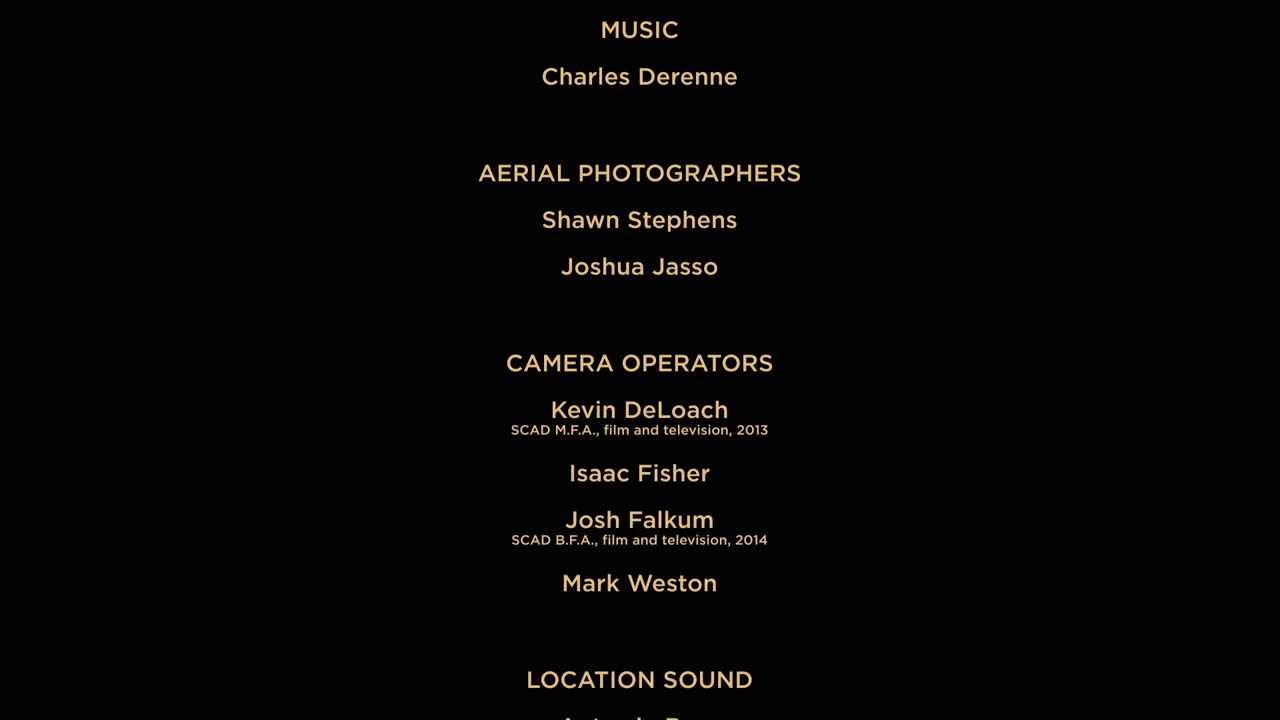 MUSIC
Charles Derenne
AERIAL PHOTOGRAPHERS
Shawn Stephens
Joshua Jasso
CAMERA OPERATORS
Kevin DeLoach
SCAD M.F.A., film and television, 2013
Isaac Fisher
Josh Falkum
SCAD B.F.A., film and television, 2014
Mark Weston
LOCATION SOUND